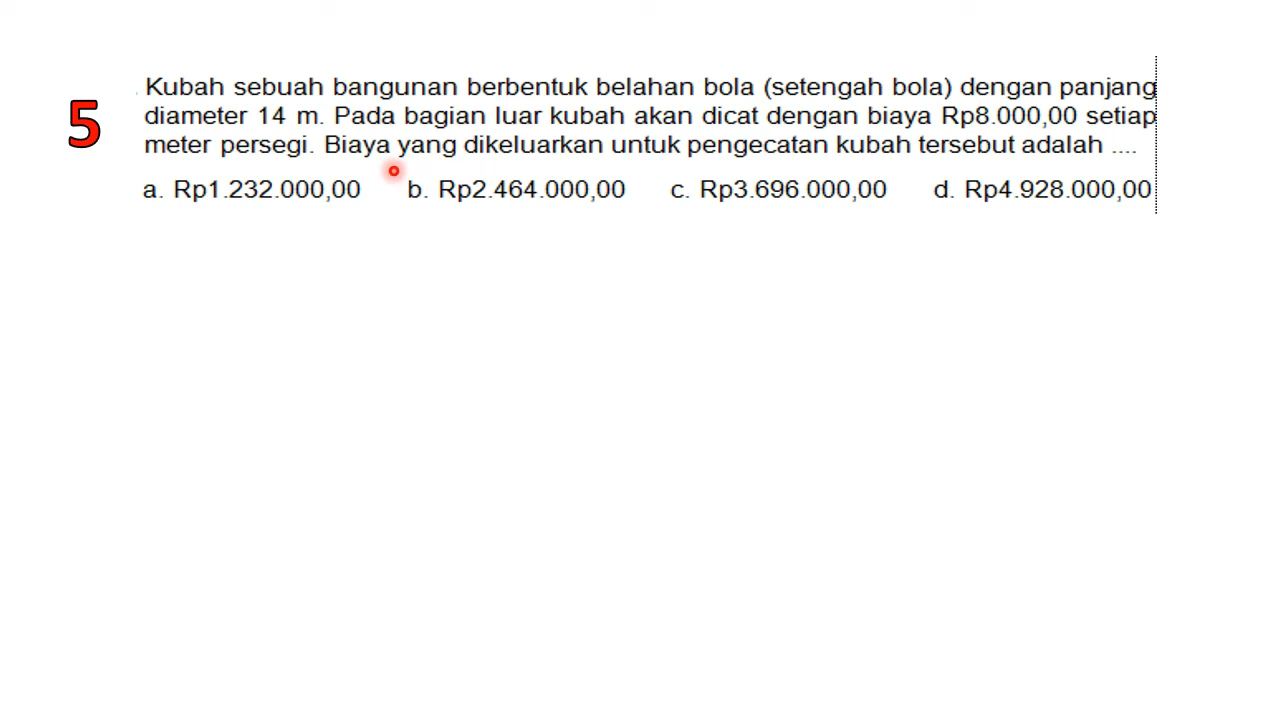 5
Kubah sebuah bangunan berbentuk belahan bola (setengah bola) dengan panjang
diameter 14 m. Pada bagian luar kubah akan dicat dengan biaya Rp8.000,00 setiap
meter persegi. Biaya yang dikeluarkan untuk pengecatan kubah tersebut adalah ....
a. Rp1.232.000,00 b. Rp2.464.000,00 c. Rp3.696.000,00 d. Rp4.928.000,00